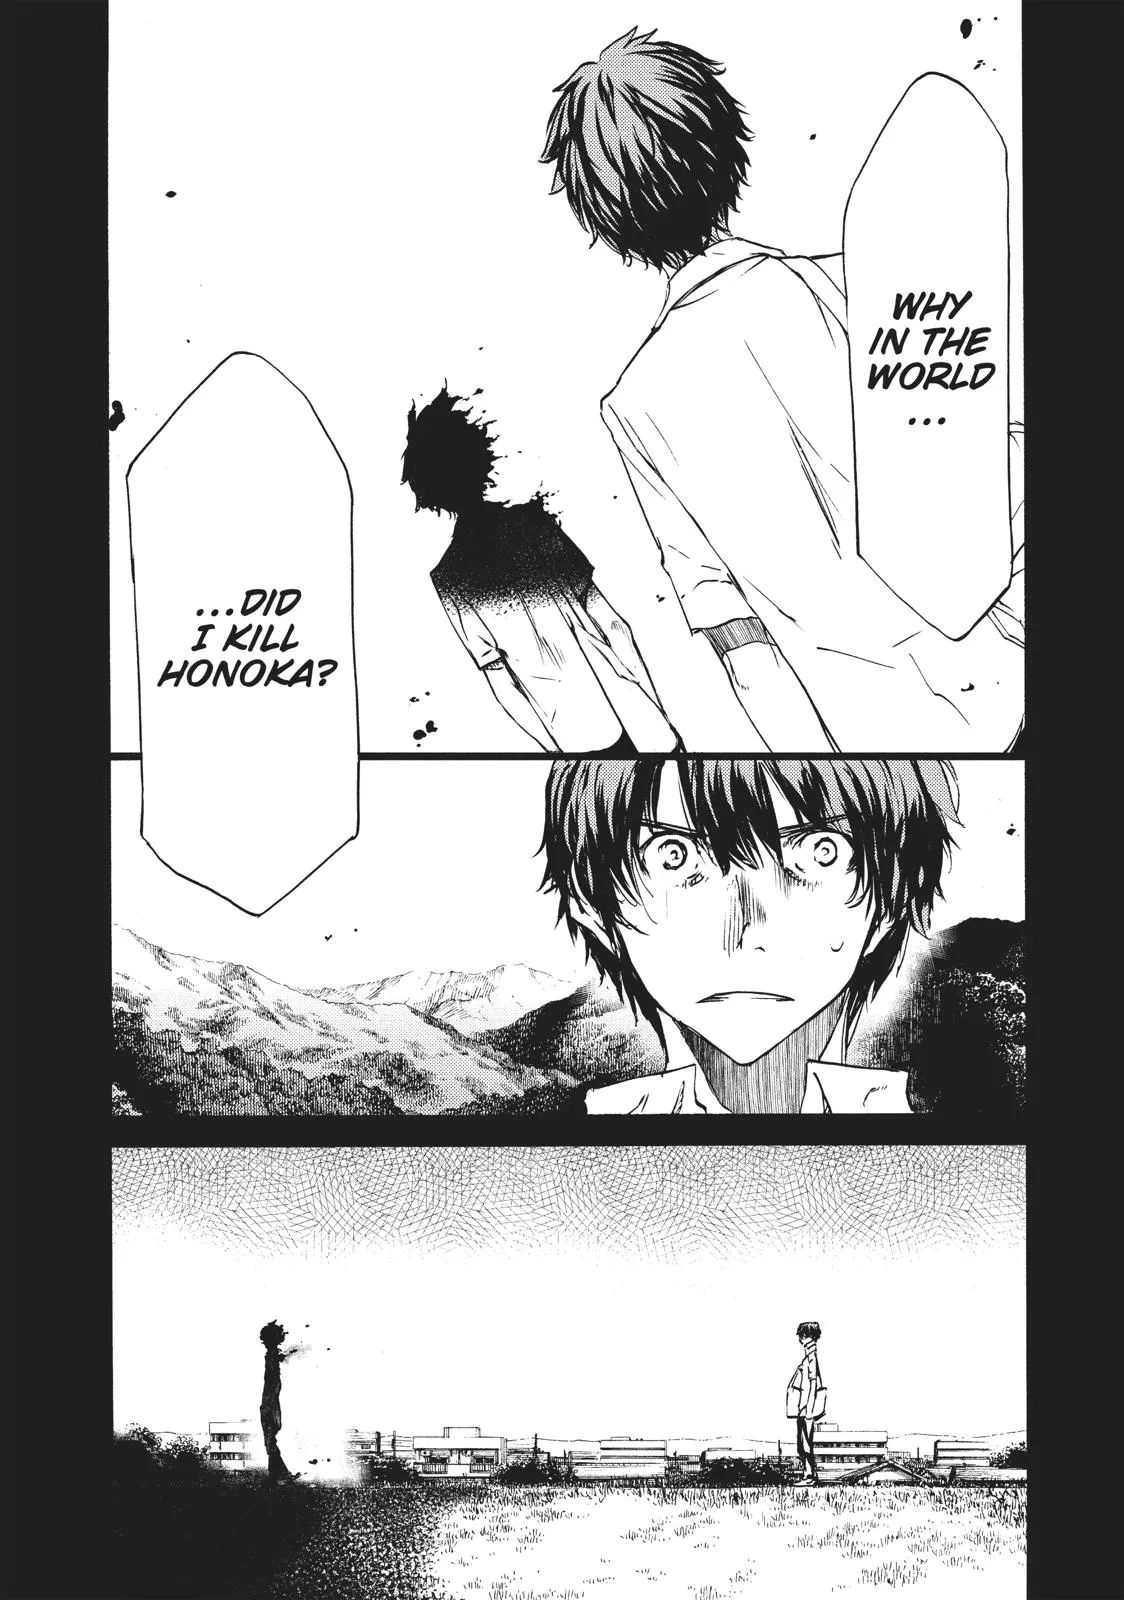 WHY
IN THE
WORLD
...
...DID
I KILL
HONOKA?